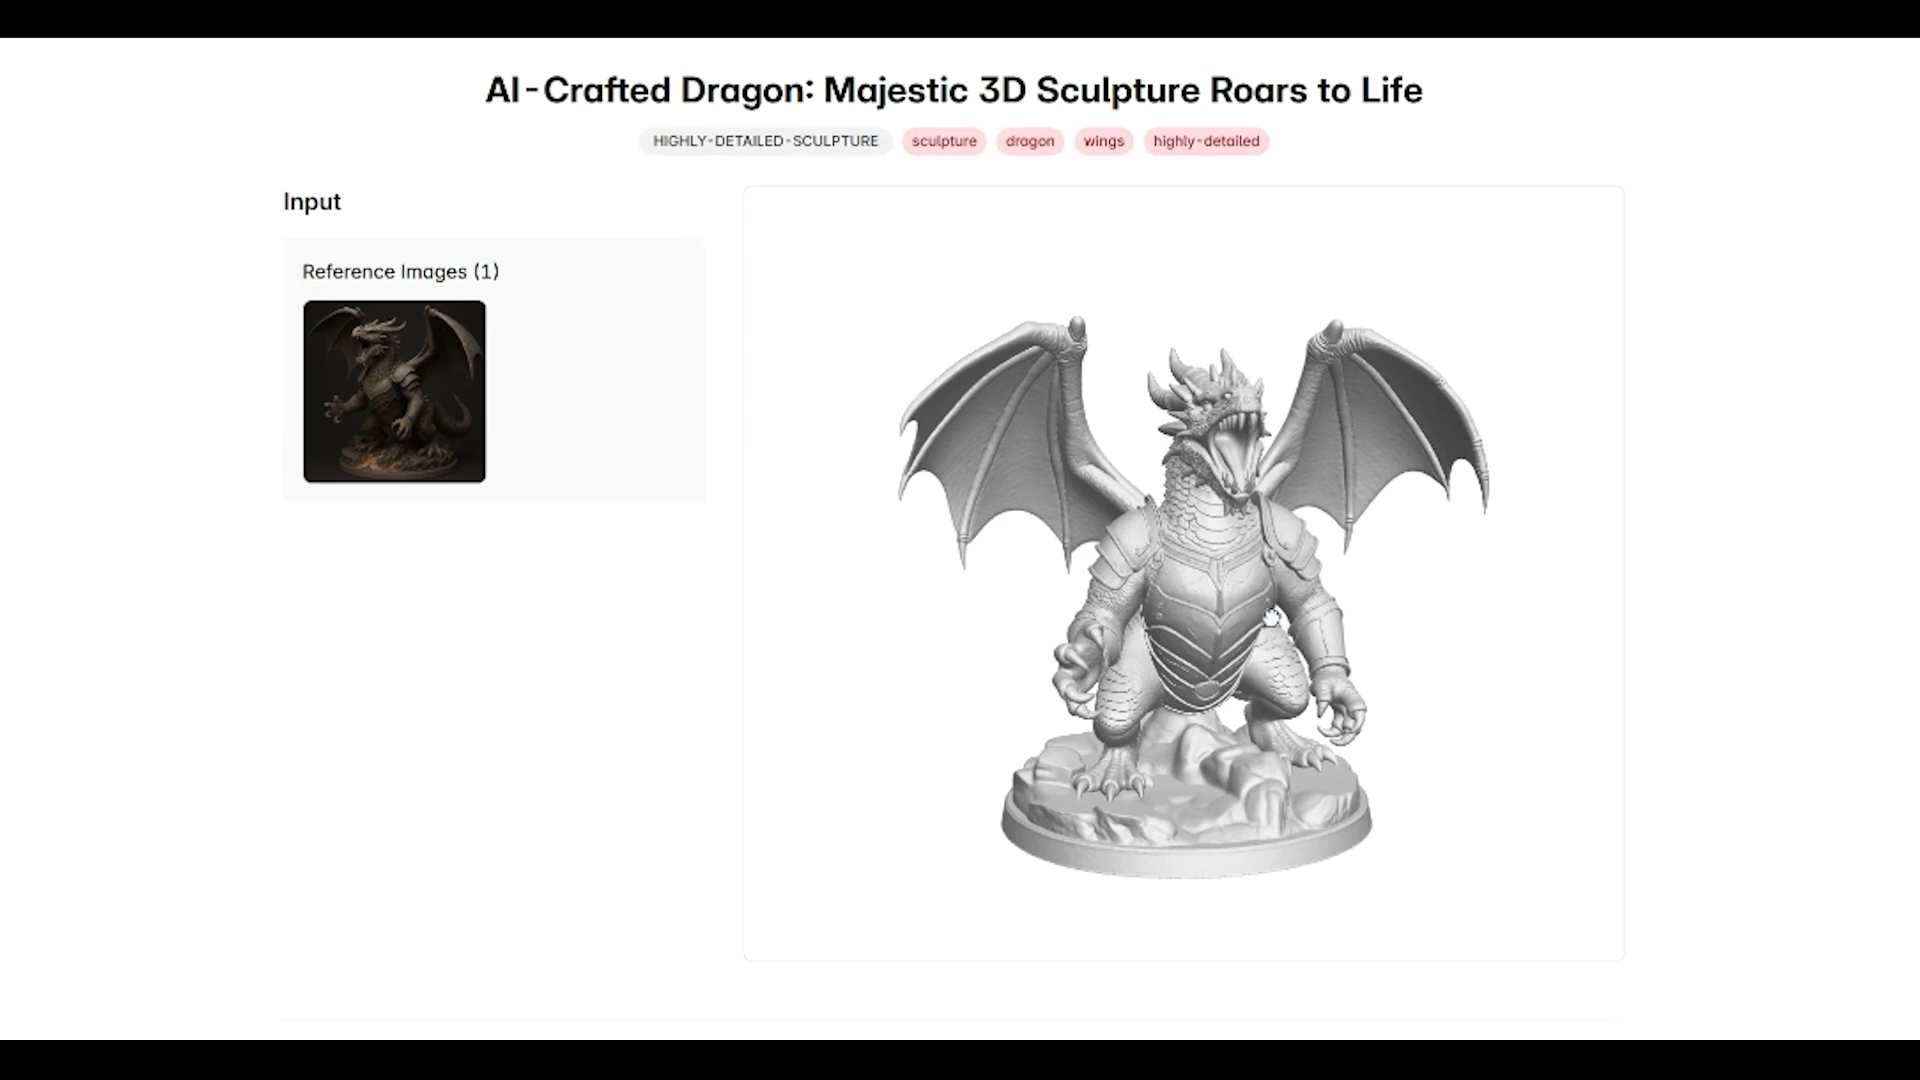 AI-Crafted Dragon: Majestic 3D Sculpture Roars to Life
HIGHLY-DETAILED-SCULPTURE sculpture dragon wings highly-detailed
Input
Reference Images (1)